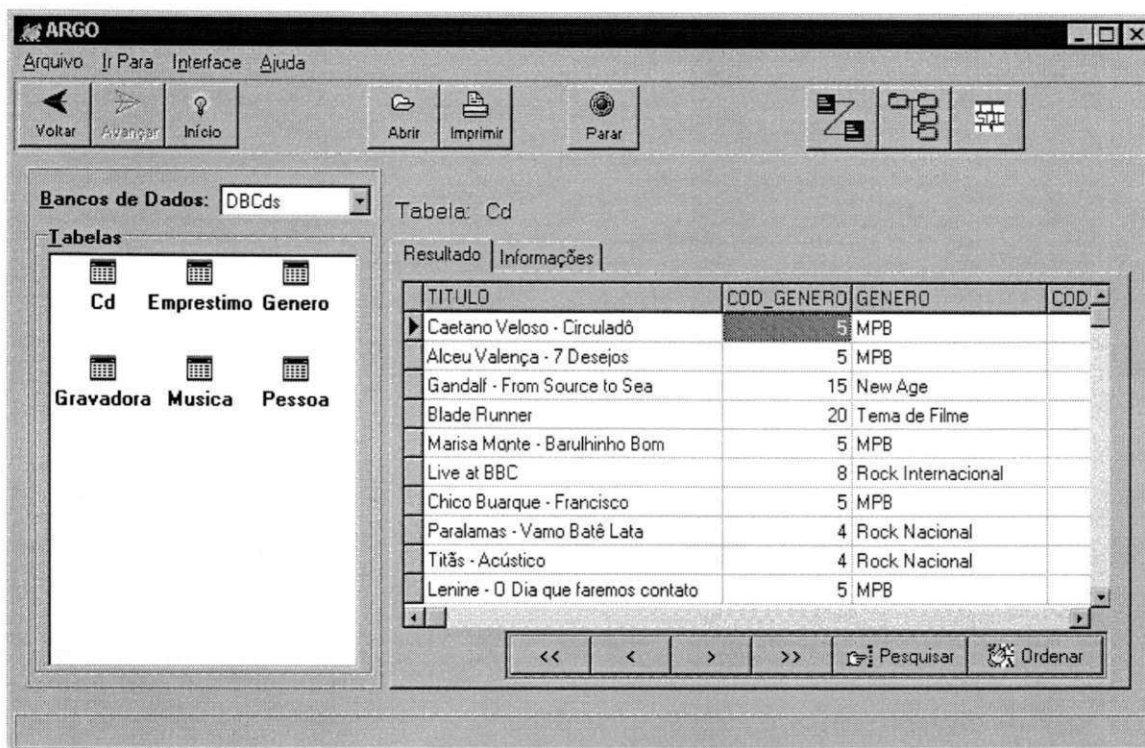 ARGO
Arquivo Ir Para Interface Ajuda
Voltar Avançar Início Abrir Imprimir Parar SQL
Bancos de Dados: DBCds
Tabelas
Cd Emprestimo Genero
Gravadora Musica Pessoa
Tabela: Cd
Resultado Informações
TITULO COD_GENERO GENERO COD_
Caetano Veloso - Circuladô 5 MPB
Alceu Valença - 7 Desejos 5 MPB
Gandalf - From Source to Sea 15 New Age
Blade Runner 20 Tema de Filme
Marisa Monte - Barulhinho Bom 5 MPB
Live at BBC 8 Rock Internacional
Chico Buarque - Francisco 5 MPB
Paralamas - Vamo Batê Lata 4 Rock Nacional
Titãs - Acústico 4 Rock Nacional
Lenine - O Dia que faremos contato 5 MPB
<< < > >> Pesquisar Ordenar